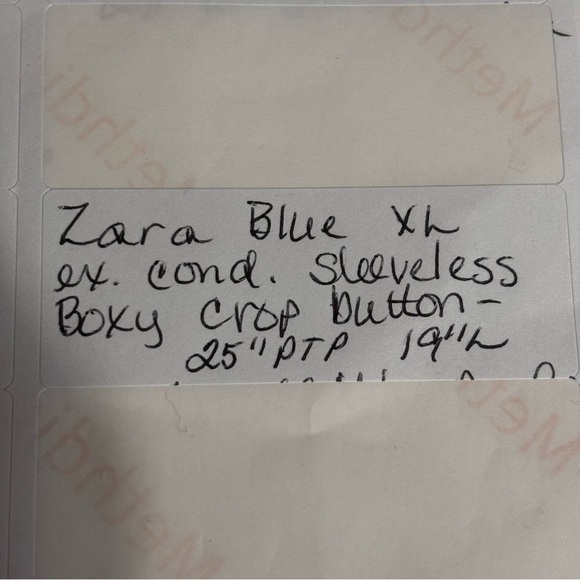 Zara Blue XL
ex. cond. sleeveless
Boxy crop button-
25" PTP 19"L